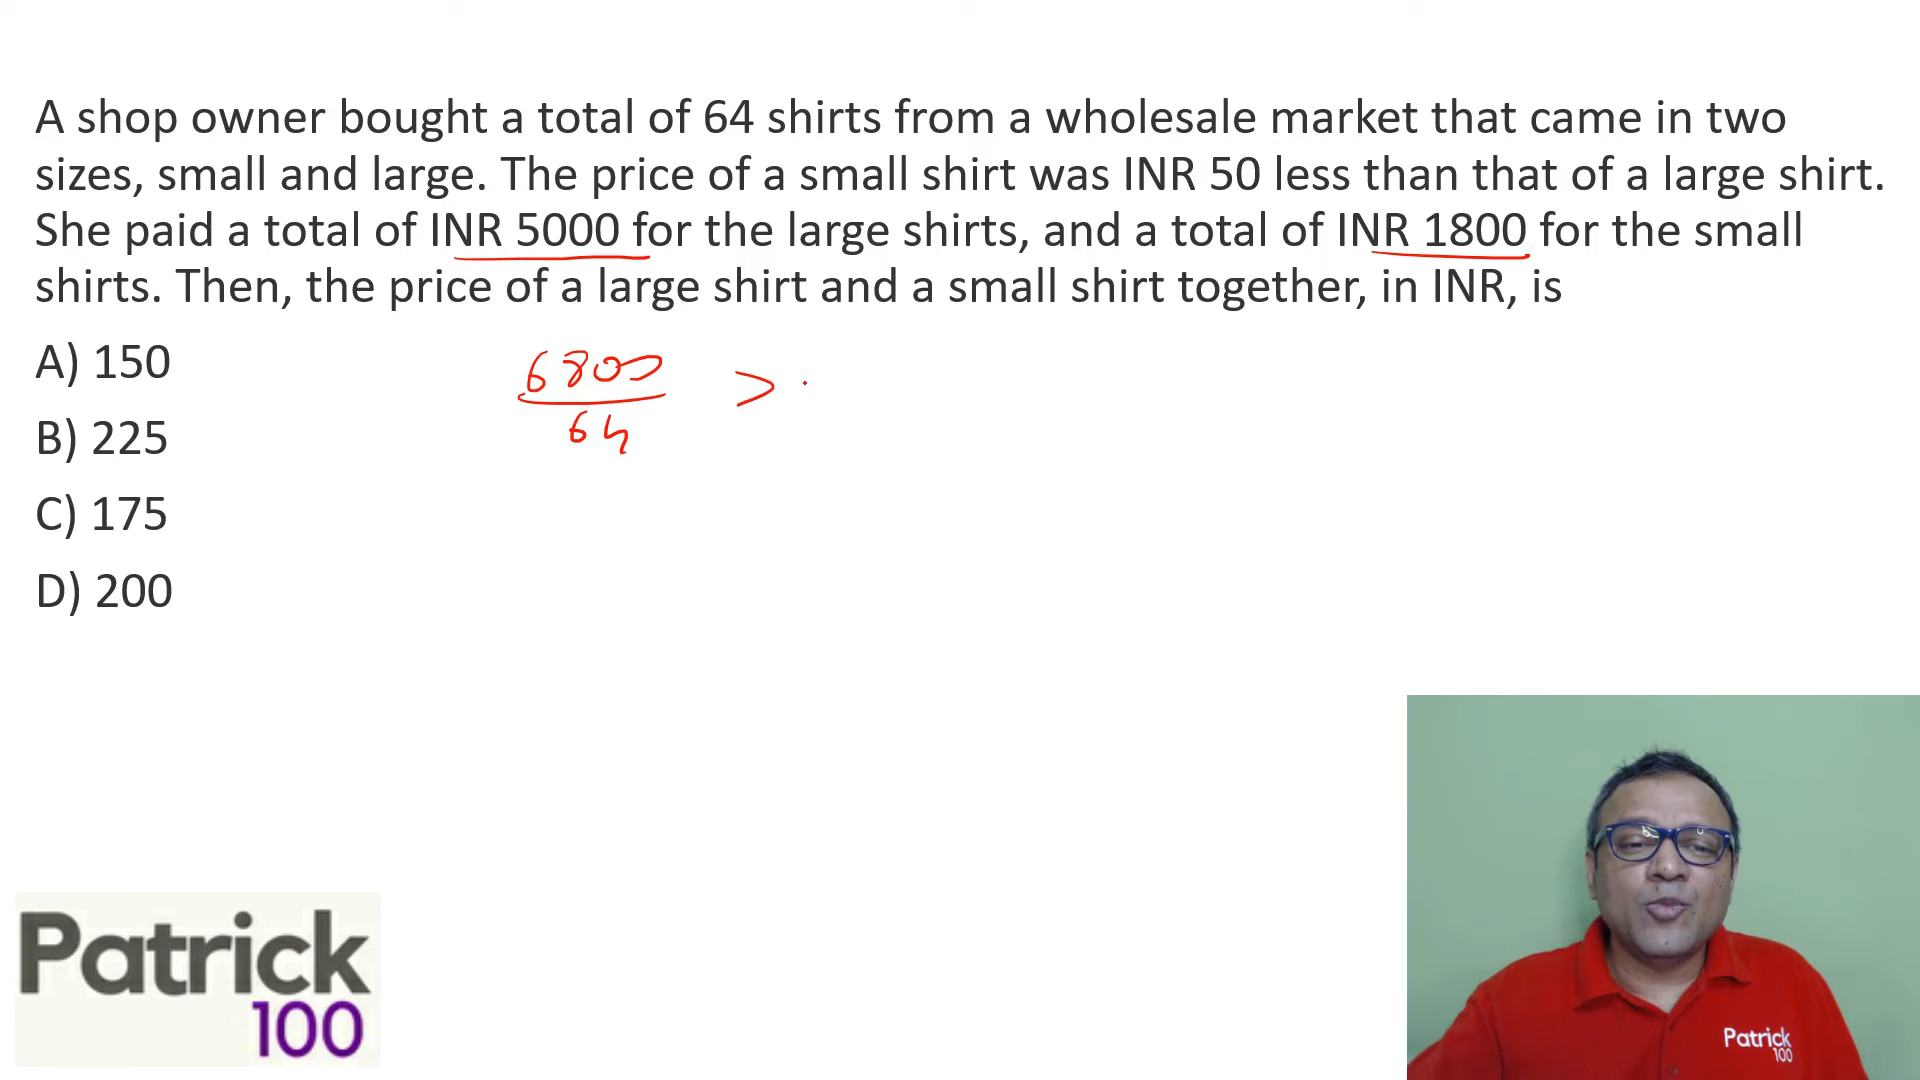 A shop owner bought a total of 64 shirts from a wholesale market that came in two
sizes, small and large. The price of a small shirt was INR 50 less than that of a large shirt.
She paid a total of INR 5000 for the large shirts, and a total of INR 1800 for the small
shirts. Then, the price of a large shirt and a small shirt together, in INR, is
A) 150
B) 225
C) 175
D) 200
6800 >
64
Patrick
100
Patrick
100